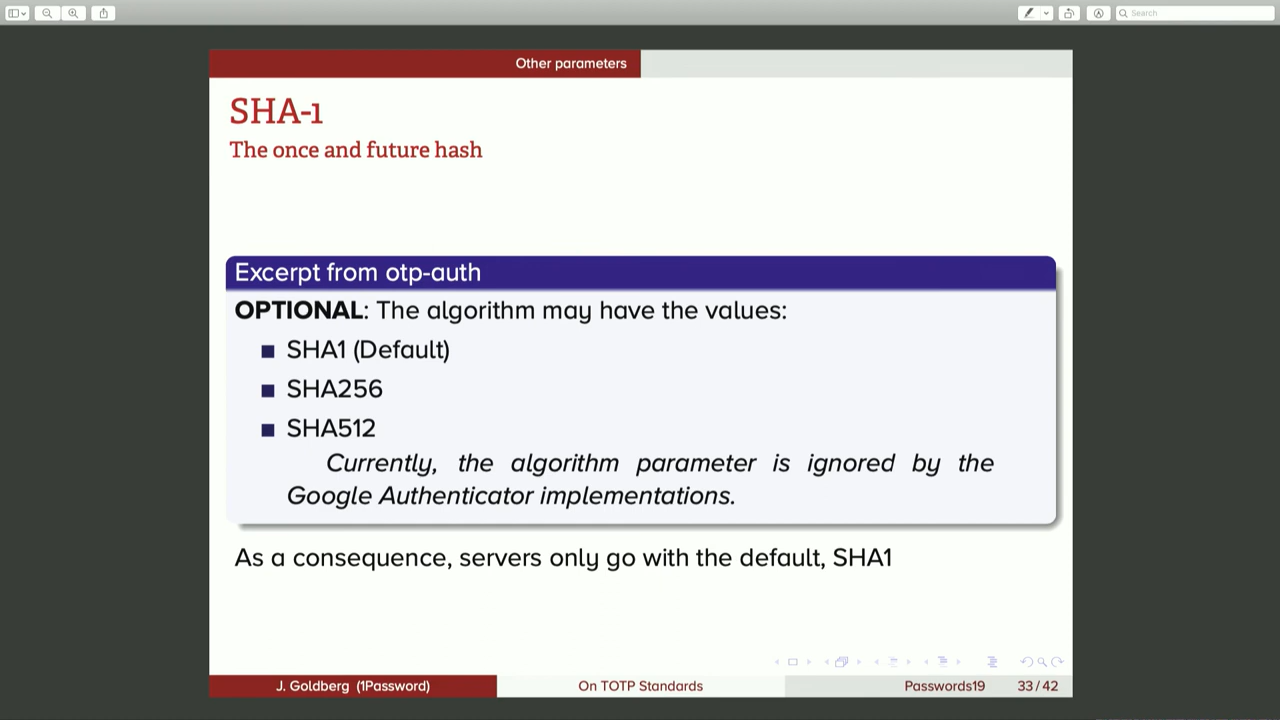 Search
Other parameters
SHA-1
The once and future hash
Excerpt from otp-auth
OPTIONAL: The algorithm may have the values:
SHA1 (Default)
SHA256
SHA512
Currently, the algorithm parameter is ignored by the
Google Authenticator implementations.
As a consequence, servers only go with the default, SHA1
J. Goldberg (1Password) On TOTP Standards Passwords19 33 / 42